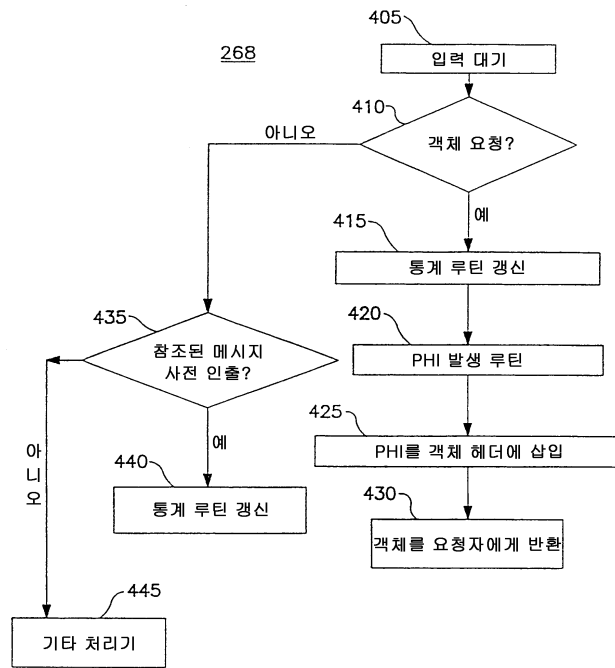 405
268
입력 대기
410
아니오
객체 요청?
예
415
통계 루틴 갱신
435
420
참조된 메시지
사전 인출?
PHI 발생 루틴
425
아니오
예
PHI를 객체 헤더에 삽입
440
430
통계 루틴 갱신
객체를 요청자에게 반환
445
기타 처리기